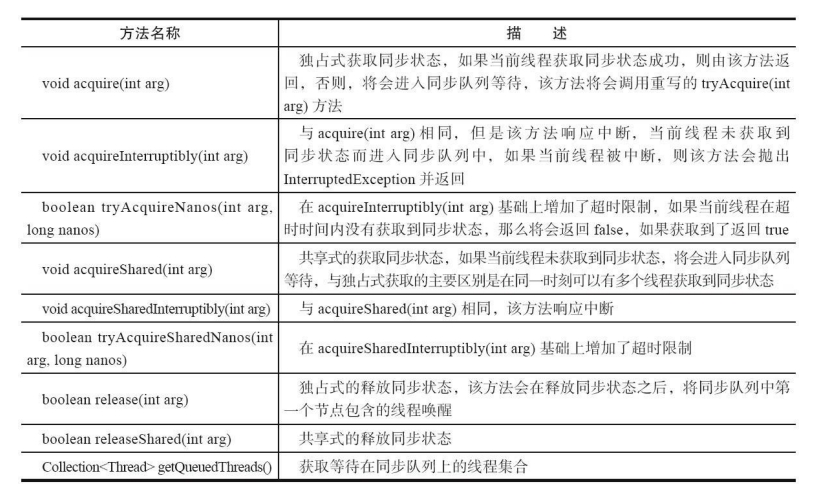 方法名称
描 述
void acquire(int arg)
独占式获取同步状态，如果当前线程获取同步状态成功，则由该方法返
回，否则，将会进入同步队列等待，该方法将会调用重写的 tryAcquire(int
arg) 方法
void acquireInterruptibly(int arg)
与 acquire(int arg) 相同，但是该方法响应中断，当前线程未获取到
同步状态而进入同步队列中，如果当前线程被中断，则该方法会抛出
InterruptedException 并返回
boolean tryAcquireNanos(int arg,
long nanos)
在 acquireInterruptibly(int arg) 基础上增加了超时限制，如果当前线程在超
时时间内没有获取到同步状态，那么将会返回 false，如果获取到了返回 true
void acquireShared(int arg)
共享式的获取同步状态，如果当前线程未获取到同步状态，将会进入同步队列
等待，与独占式获取的主要区别是在同一时刻可以有多个线程获取到同步状态
void acquireSharedInterruptibly(int arg)
与 acquireShared(int arg) 相同，该方法响应中断
boolean tryAcquireSharedNanos(int
arg, long nanos)
在 acquireSharedInterruptibly(int arg) 基础上增加了超时限制
boolean release(int arg)
独占式的释放同步状态，该方法会在释放同步状态之后，将同步队列中第
一个节点包含的线程唤醒
boolean releaseShared(int arg)
共享式的释放同步状态
Collection<Thread> getQueuedThreads()
获取等待在同步队列上的线程集合